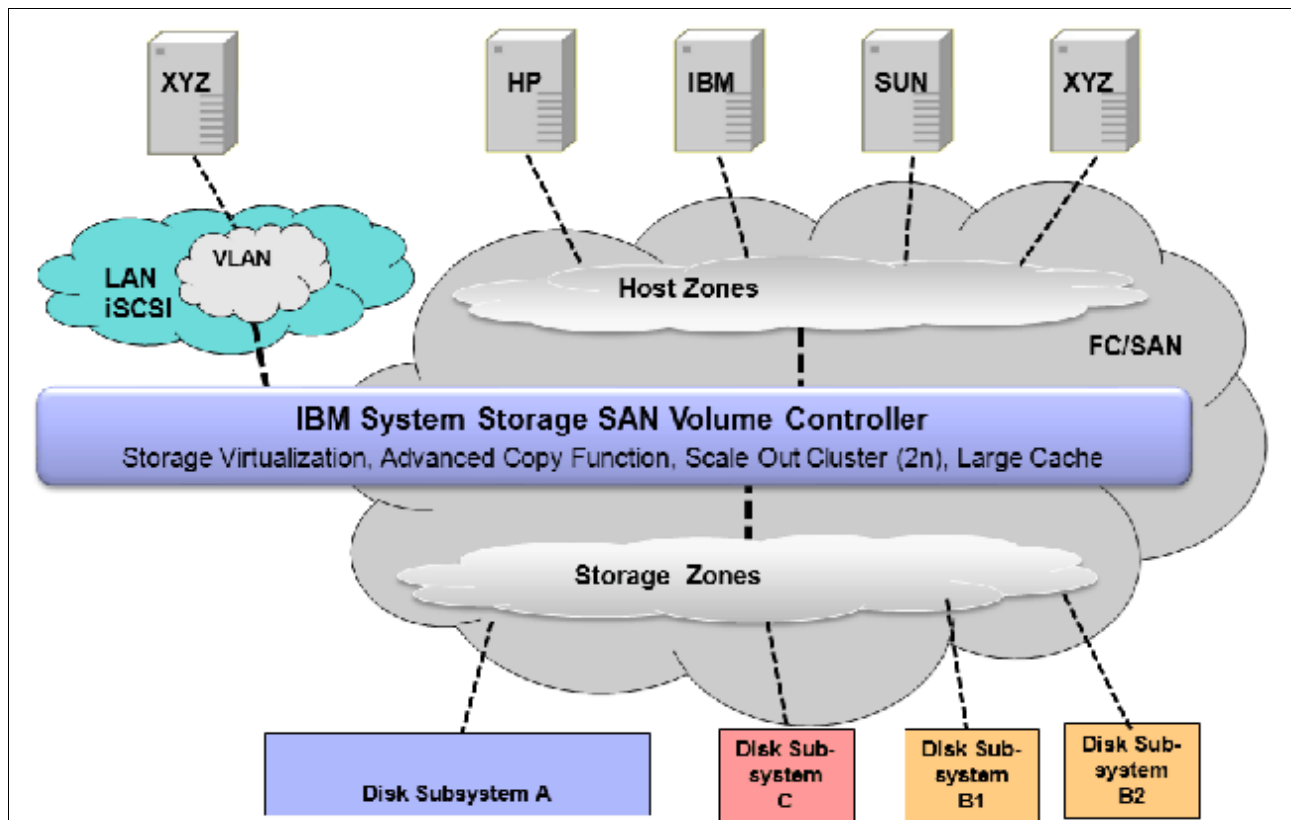 XYZ
HP
IBM
SUN
XYZ
VLAN
LAN
iSCSI
Host Zones
FC/SAN
IBM System Storage SAN Volume Controller
Storage Virtualization, Advanced Copy Function, Scale Out Cluster (2n), Large Cache
Storage Zones
Disk Subsystem A
Disk Sub-
system
C
Disk Sub-
system
B1
Disk Sub-
system
B2